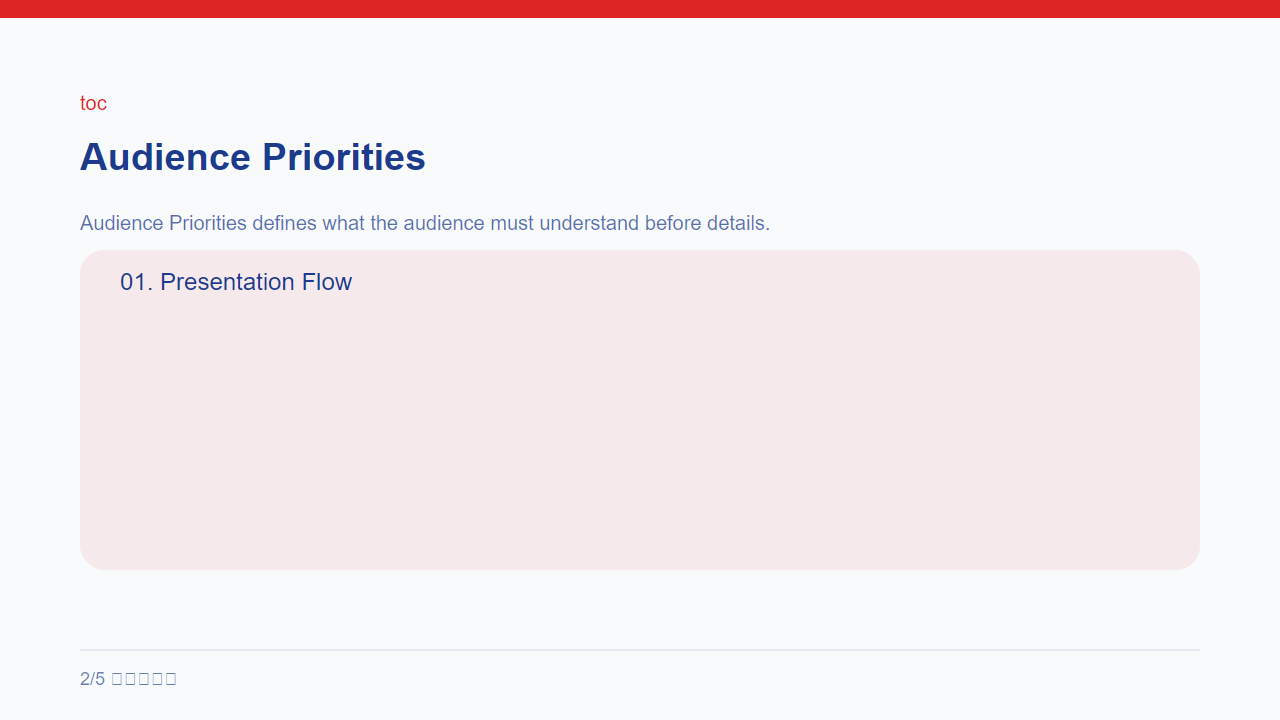 toc
Audience Priorities
Audience Priorities defines what the audience must understand before details.
01. Presentation Flow
2/5